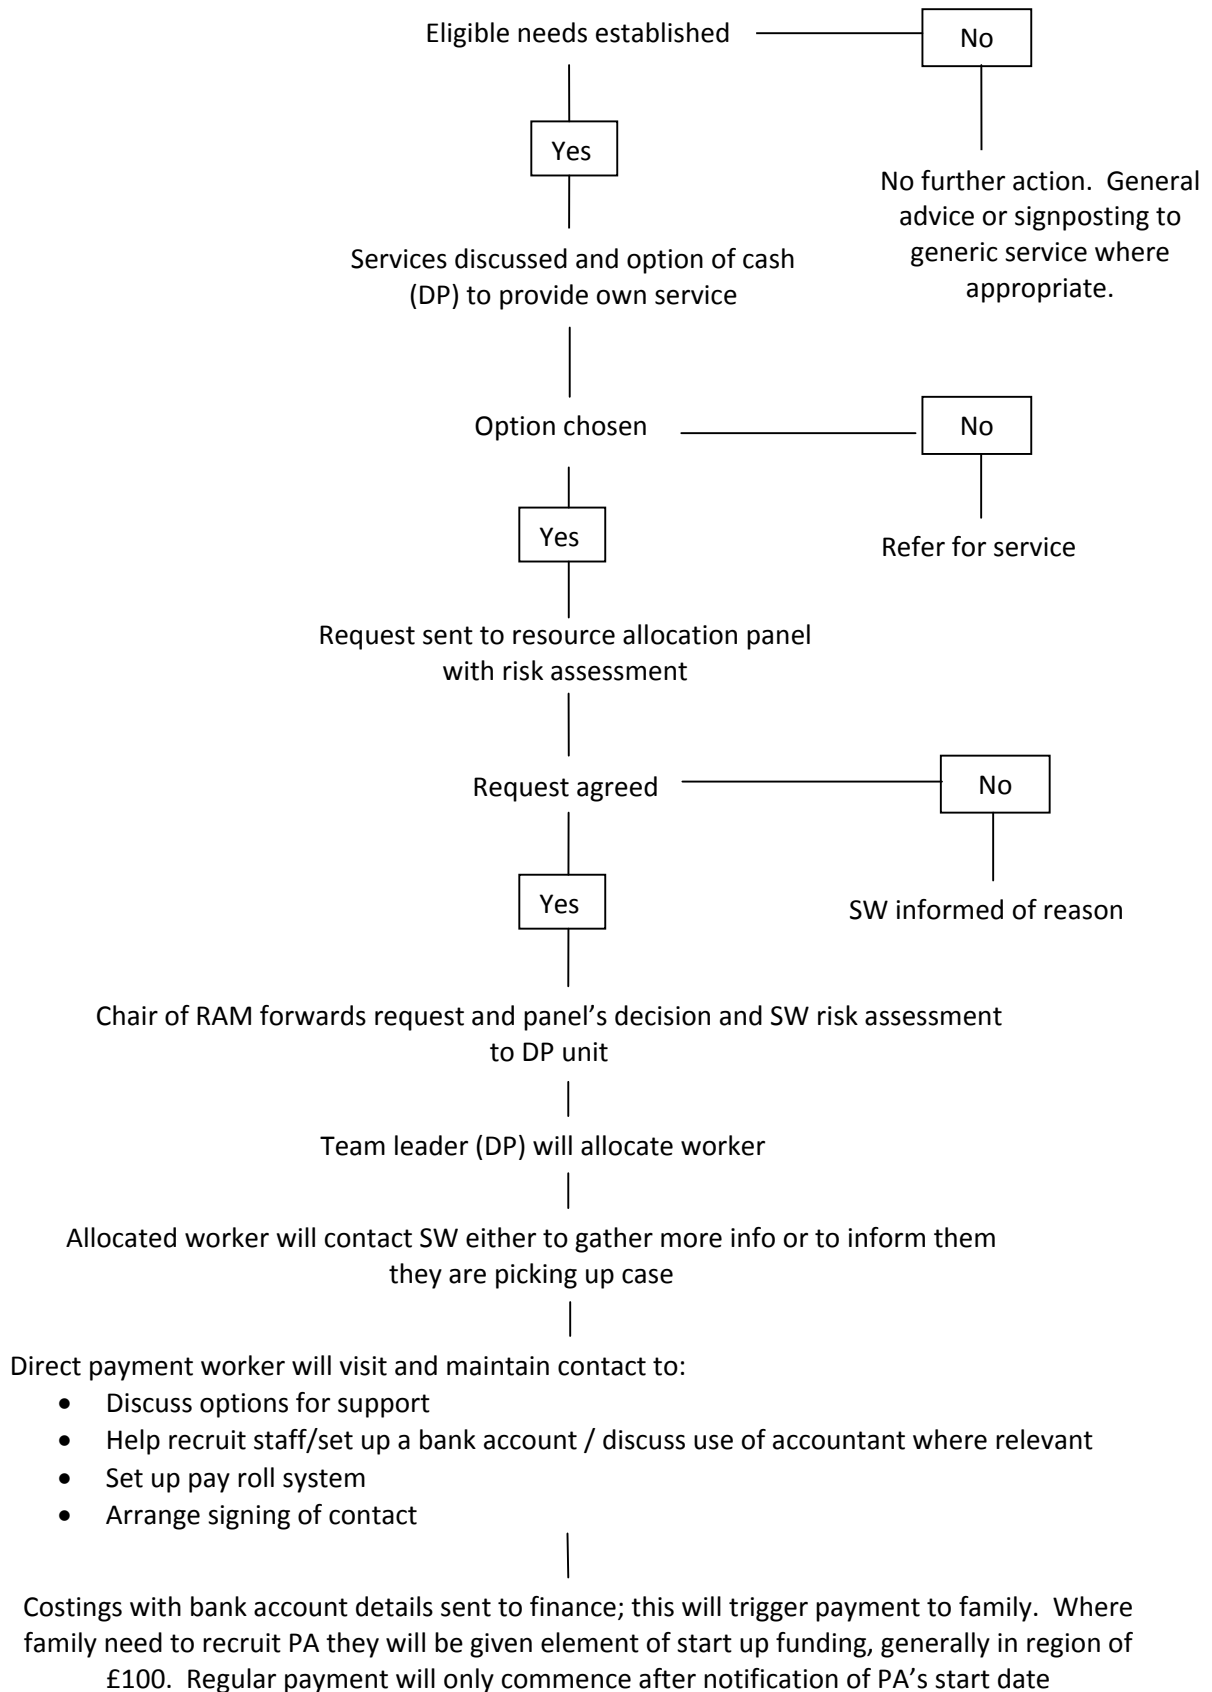 Eligible needs established
No
Yes
No further action.  General
advice or signposting to
generic service where
appropriate.
Services discussed and option of cash
(DP) to provide own service
Option chosen
No
Yes
Refer for service
Request sent to resource allocation panel
with risk assessment
Request agreed
No
Yes
SW informed of reason
Chair of RAM forwards request and panel’s decision and SW risk assessment
to DP unit
Team leader (DP) will allocate worker
Allocated worker will contact SW either to gather more info or to inform them
they are picking up case
Direct payment worker will visit and maintain contact to:
• Discuss options for support
• Help recruit staff/set up a bank account / discuss use of accountant where relevant
• Set up pay roll system
• Arrange signing of contact
Costings with bank account details sent to finance; this will trigger payment to family.  Where
family need to recruit PA they will be given element of start up funding, generally in region of
£100.  Regular payment will only commence after notification of PA’s start date